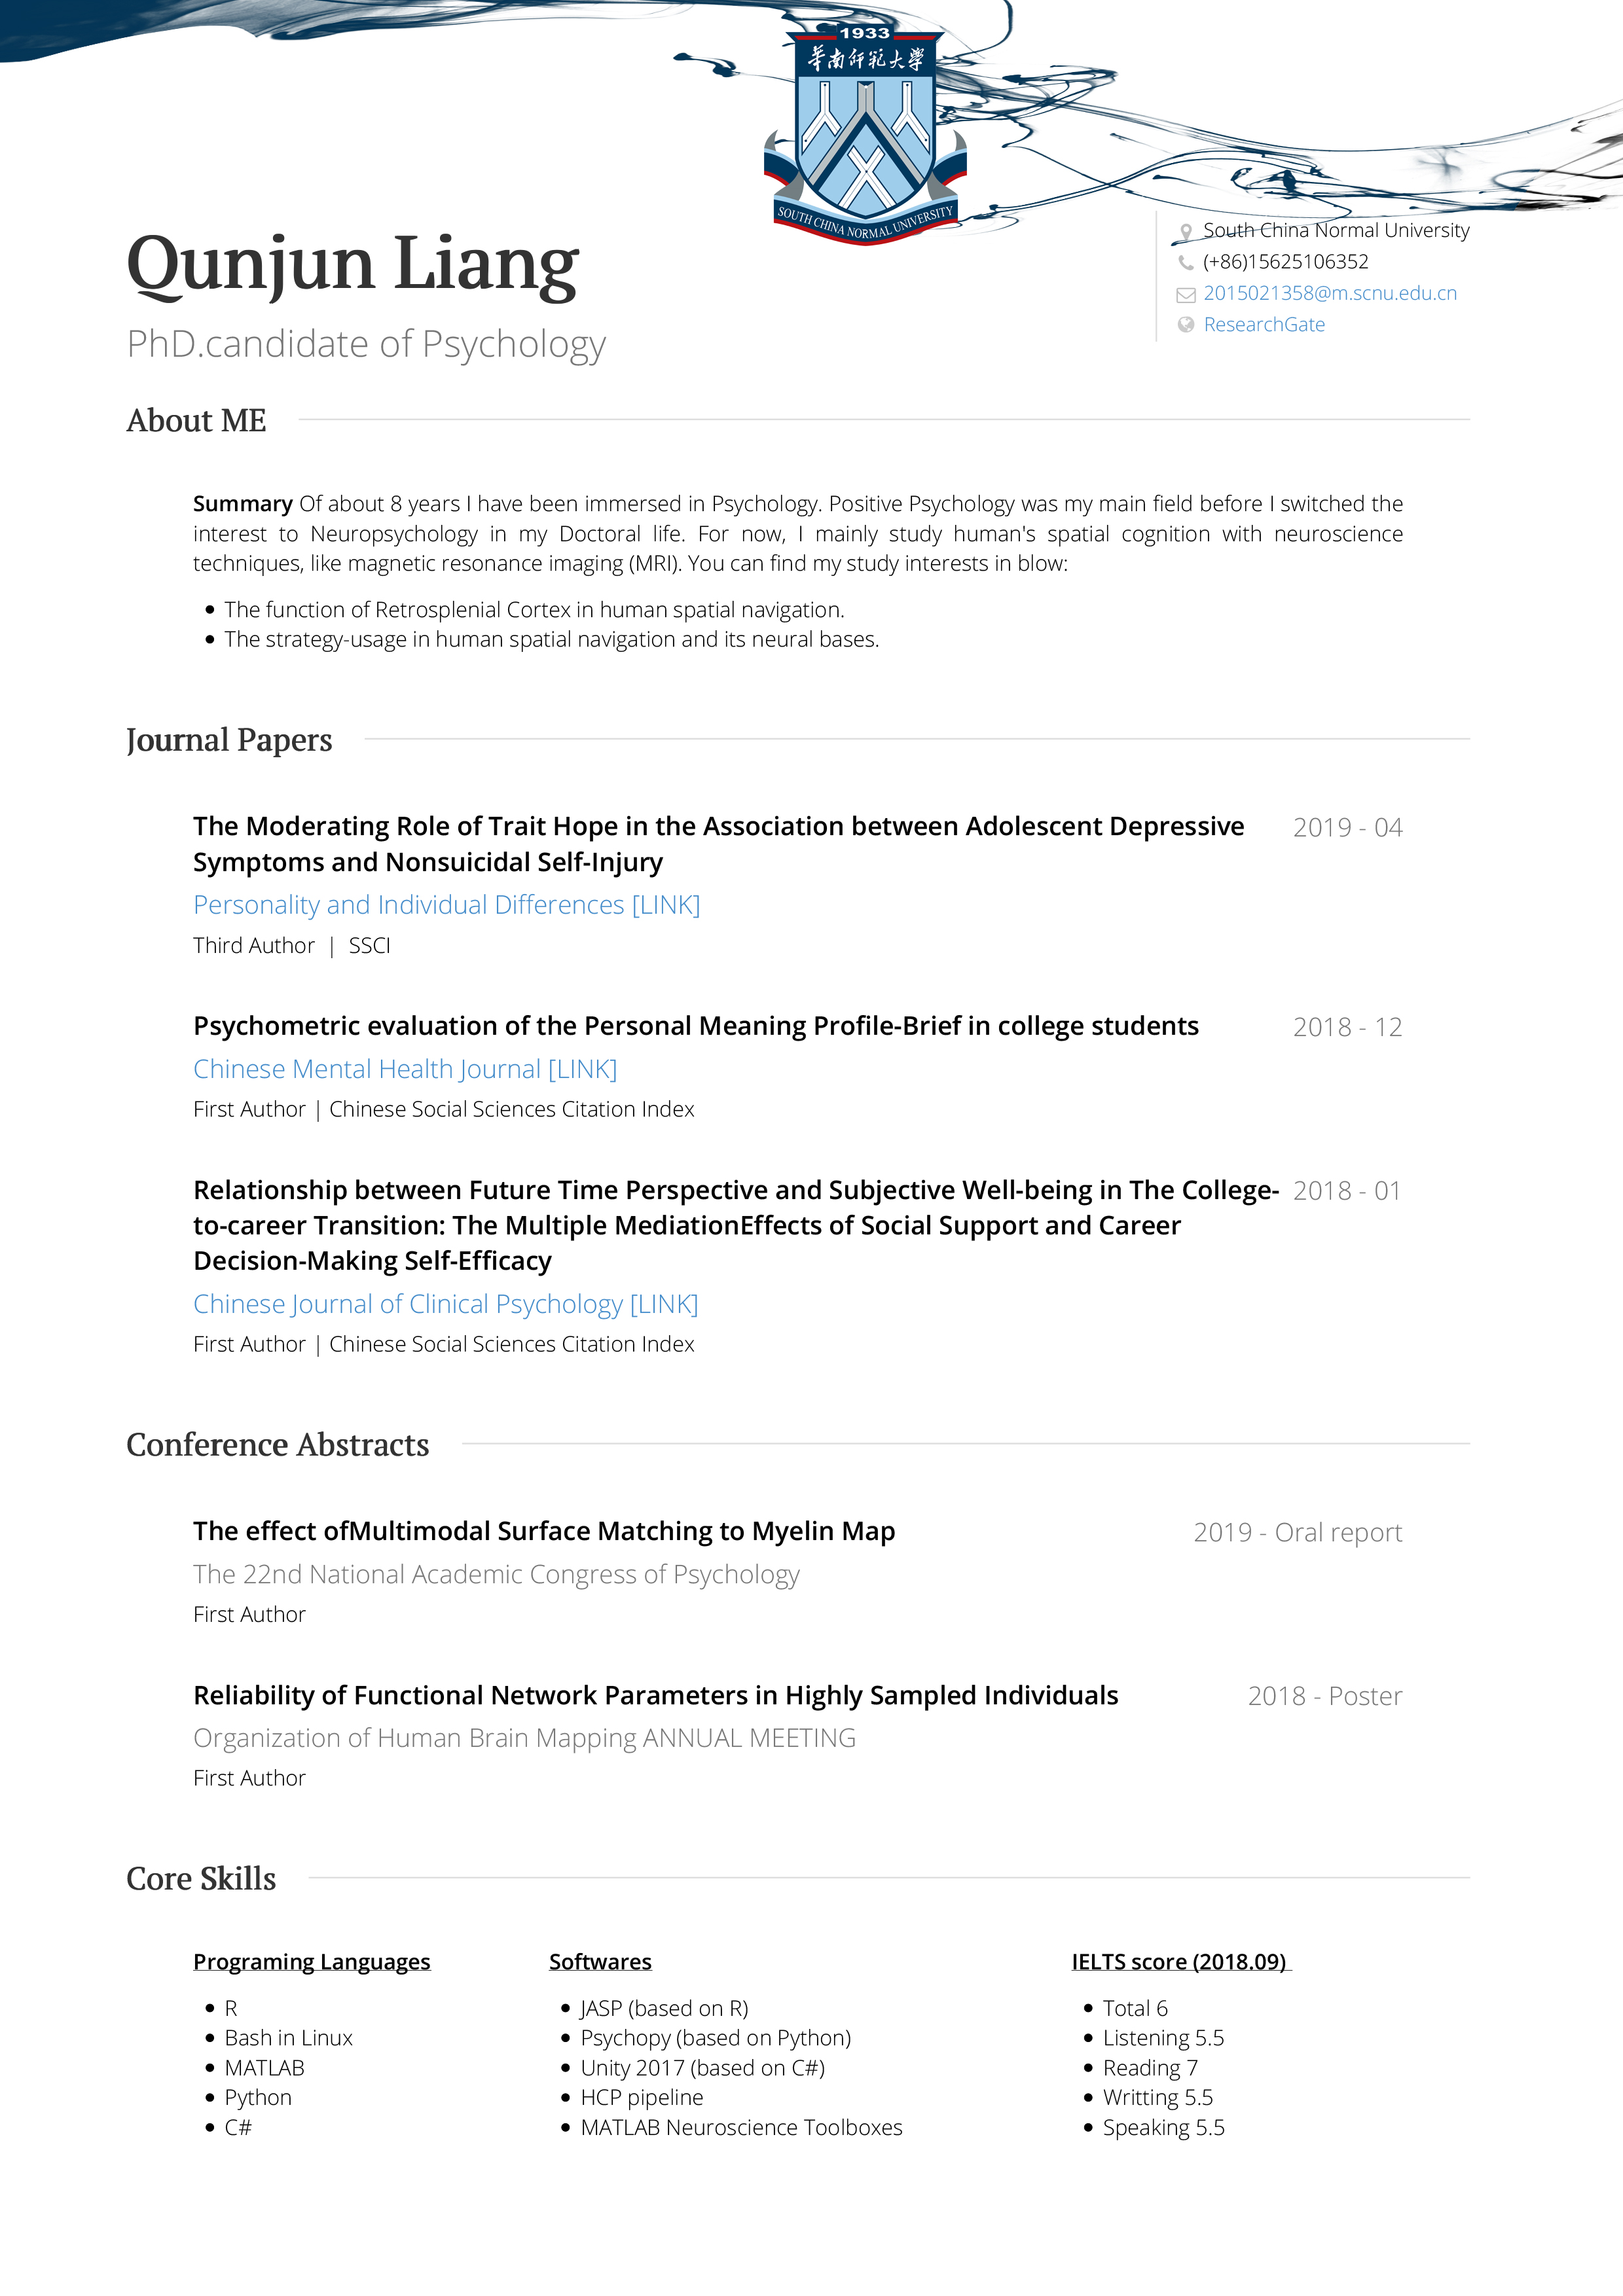 1933
華南師範大學
SOUTH CHINA NORMAL UNIVERSITY
Qunjun Liang
PhD.candidate of Psychology
South China Normal University
(+86)15625106352
2015021358@m.scnu.edu.cn
ResearchGate
About ME
Summary Of about 8 years I have been immersed in Psychology. Positive Psychology was my main field before I switched the
interest to Neuropsychology in my Doctoral life. For now, I mainly study human's spatial cognition with neuroscience
techniques, like magnetic resonance imaging (MRI). You can find my study interests in blow:
• The function of Retrosplenial Cortex in human spatial navigation.
• The strategy-usage in human spatial navigation and its neural bases.
Journal Papers
The Moderating Role of Trait Hope in the Association between Adolescent Depressive 2019 - 04
Symptoms and Nonsuicidal Self-Injury
Personality and Individual Differences [LINK]
Third Author | SSCI
Psychometric evaluation of the Personal Meaning Profile-Brief in college students 2018 - 12
Chinese Mental Health Journal [LINK]
First Author | Chinese Social Sciences Citation Index
Relationship between Future Time Perspective and Subjective Well-being in The College- 2018 - 01
to-career Transition: The Multiple MediationEffects of Social Support and Career
Decision-Making Self-Efficacy
Chinese Journal of Clinical Psychology [LINK]
First Author | Chinese Social Sciences Citation Index
Conference Abstracts
The effect ofMultimodal Surface Matching to Myelin Map 2019 - Oral report
The 22nd National Academic Congress of Psychology
First Author
Reliability of Functional Network Parameters in Highly Sampled Individuals 2018 - Poster
Organization of Human Brain Mapping ANNUAL MEETING
First Author
Core Skills
Programing Languages
• R
• Bash in Linux
• MATLAB
• Python
• C#
Softwares
• JASP (based on R)
• Psychopy (based on Python)
• Unity 2017 (based on C#)
• HCP pipeline
• MATLAB Neuroscience Toolboxes
IELTS score (2018.09)
• Total 6
• Listening 5.5
• Reading 7
• Writting 5.5
• Speaking 5.5